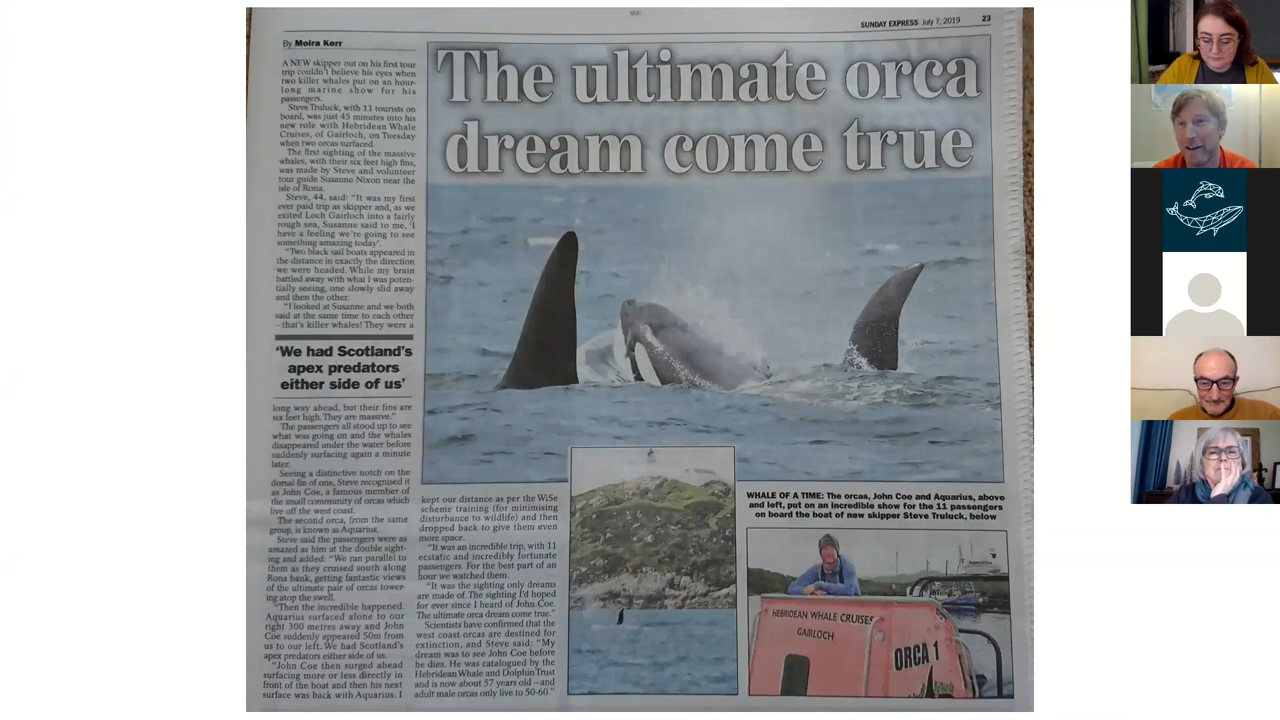 SUNDAY EXPRESS July 7, 2019 23
By Moira Kerr
The ultimate orca
dream come true
A NEW skipper out on his first tour
trip couldn't believe his eyes when
two killer whales put on an hour-
long marine show for his
passengers.
Steve Truluck, with 11 tourists on
board, was just 45 minutes into his
new role with Hebridean Whale
Cruises, of Gairloch, on Tuesday
when two orcas surfaced.
The first sighting of the massive
whales, with their six feet high fins,
was made by Steve and volunteer
tour guide Susanne Nixon near the
isle of Rona.
Steve, 44, said: "It was my first
ever paid trip as skipper and, as we
exited Loch Gairloch into a fairly
rough sea, Susanne said to me, 'I
have a feeling we're going to see
something amazing today'.
"Two black sail boats appeared in
the distance in exactly the direction
we were headed. While my brain
battled away with what I was poten-
tially seeing, one slowly slid away
and then the other.
"I looked at Susanne and we both
said at the same time to each other
– that's killer whales! They were a
'We had Scotland's
apex predators
either side of us'
long way ahead, but their fins are
six feet high. They are massive."
The passengers all stood up to see
what was going on and the whales
disappeared under the water before
suddenly surfacing again a minute
later.
Seeing a distinctive notch on the
dorsal fin of one, Steve recognised it
as John Coe, a famous member of
the small community of orcas which
live off the west coast.
The second orca, from the same
group, is known as Aquarius.
Steve said the passengers were as
amazed as him at the double sight-
ing and added: "We ran parallel to
them as they cruised south along
Rona bank, getting fantastic views
of the ultimate pair of orcas tower-
ing atop the swell.
"Then the incredible happened.
Aquarius surfaced alone to our
right 300 metres away and John
Coe suddenly appeared 50m from
us to our left. We had Scotland's
apex predators either side of us.
"John Coe then surged ahead
surfacing more or less directly in
front of the boat and then his next
surface was back with Aquarius. I
kept our distance as per the WiSe
scheme training (for minimising
disturbance to wildlife) and then
dropped back to give them even
more space.
"It was an incredible trip, with 11
ecstatic and incredibly fortunate
passengers. For the best part of an
hour we watched them.
"It was the sighting only dreams
are made of. The sighting I'd hoped
for ever since I heard of John Coe.
The ultimate orca dream come true."
Scientists have confirmed that the
west coast orcas are destined for
extinction, and Steve said: "My
dream was to see John Coe before
he dies. He was catalogued by the
Hebridean Whale and Dolphin Trust
and is now about 57 years old – and
adult male orcas only live to 50-60."
WHALE OF A TIME: The orcas, John Coe and Aquarius, above
and left, put on an incredible show for the 11 passengers
on board the boat of new skipper Steve Truluck, below
HEBRIDEAN WHALE CRUISES
GAIRLOCH
ORCA 1